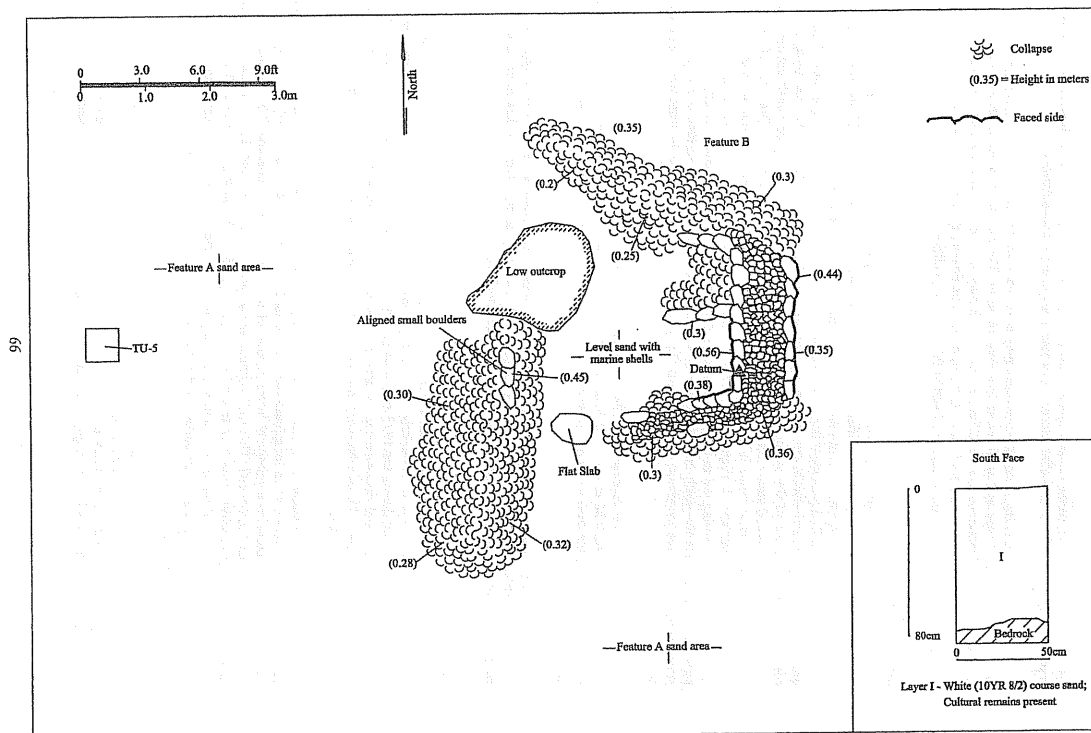 0 3.0 6.0 9.0ft
0 1.0 2.0 3.0m
North
Collapse
(0.35) = Height in meters
Faced side
(0.35)
Feature B
(0.2)
(0.3)
(0.25)
Low outcrop
(0.44)
Feature A sand area
Aligned small boulders
(0.3)
Level sand with
marine shells
(0.56)
(0.35)
TU-5
66
Datum
(0.45)
(0.38)
(0.30)
(0.36)
Flat Slab
(0.3)
(0.32)
(0.28)
Feature A sand area
South Face
0
I
80cm
Bedrock
0 50cm
Layer I - White (10YR 8/2) course sand;
Cultural remains present